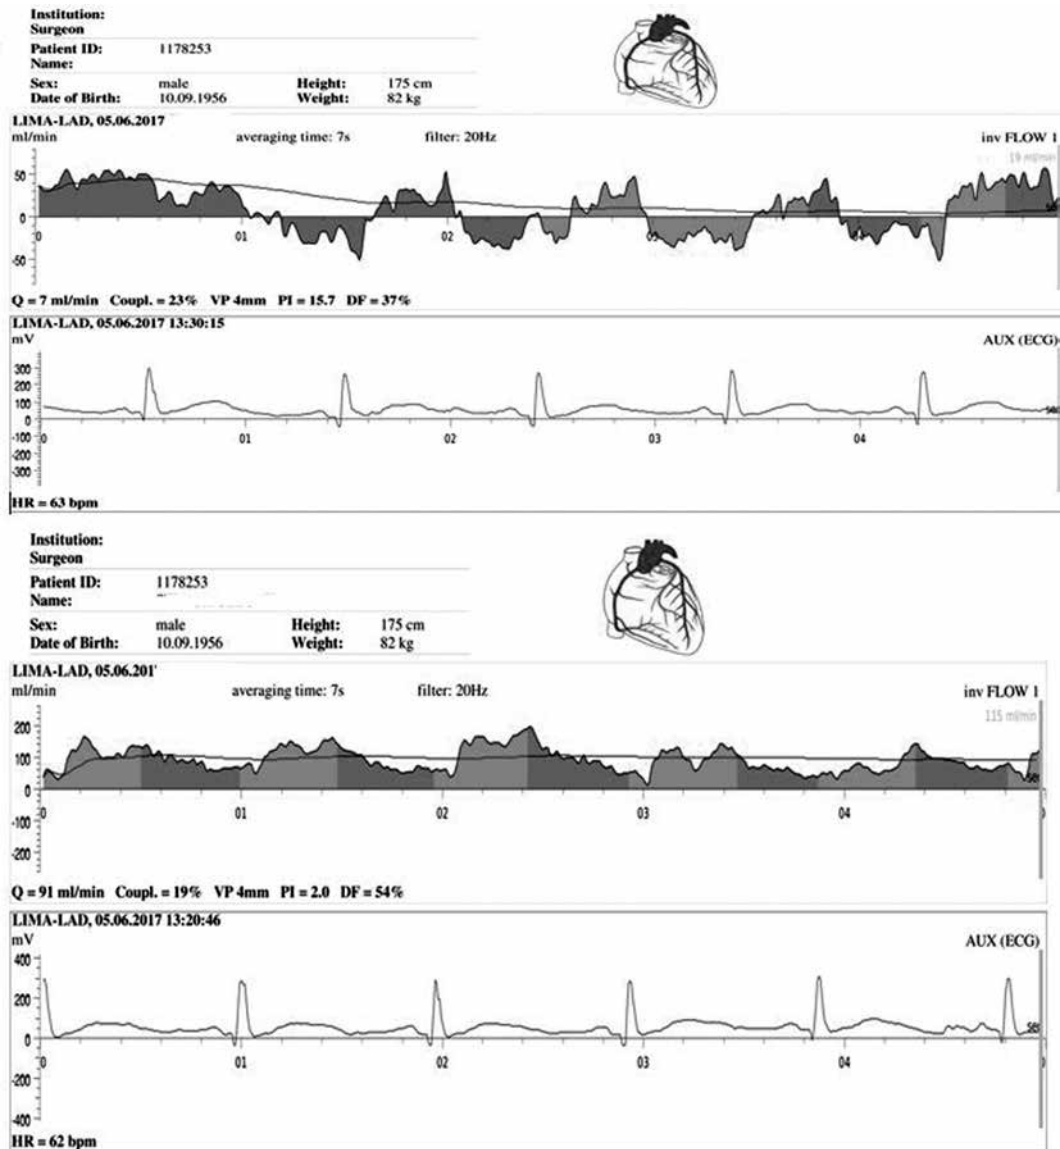 Institution:
Surgeon
Patient ID: 1178253
Name:
Sex: male Height: 175 cm
Date of Birth: 10.09.1956 Weight: 82 kg
LIMA-LAD, 05.06.2017
ml/min averaging time: 7s filter: 20Hz inv FLOW 1
19 ml/min
50
0
-50
0 01 02 03 04
Q = 7 ml/min Coupl. = 23% VP 4mm PI = 15.7 DF = 37%
LIMA-LAD, 05.06.2017 13:30:15
mV AUX (ECG)
300
200
100
0
-100
-200
-300
0 01 02 03 04
HR = 63 bpm
Institution:
Surgeon
Patient ID: 1178253
Name:
Sex: male Height: 175 cm
Date of Birth: 10.09.1956 Weight: 82 kg
LIMA-LAD, 05.06.201'
ml/min averaging time: 7s filter: 20Hz inv FLOW 1
115 ml/min
200
100
0
-100
-200
0 01 02 03 04
Q = 91 ml/min Coupl. = 19% VP 4mm PI = 2.0 DF = 54%
LIMA-LAD, 05.06.2017 13:20:46
mV AUX (ECG)
400
200
0
-200
-400
0 01 02 03 04
HR = 62 bpm